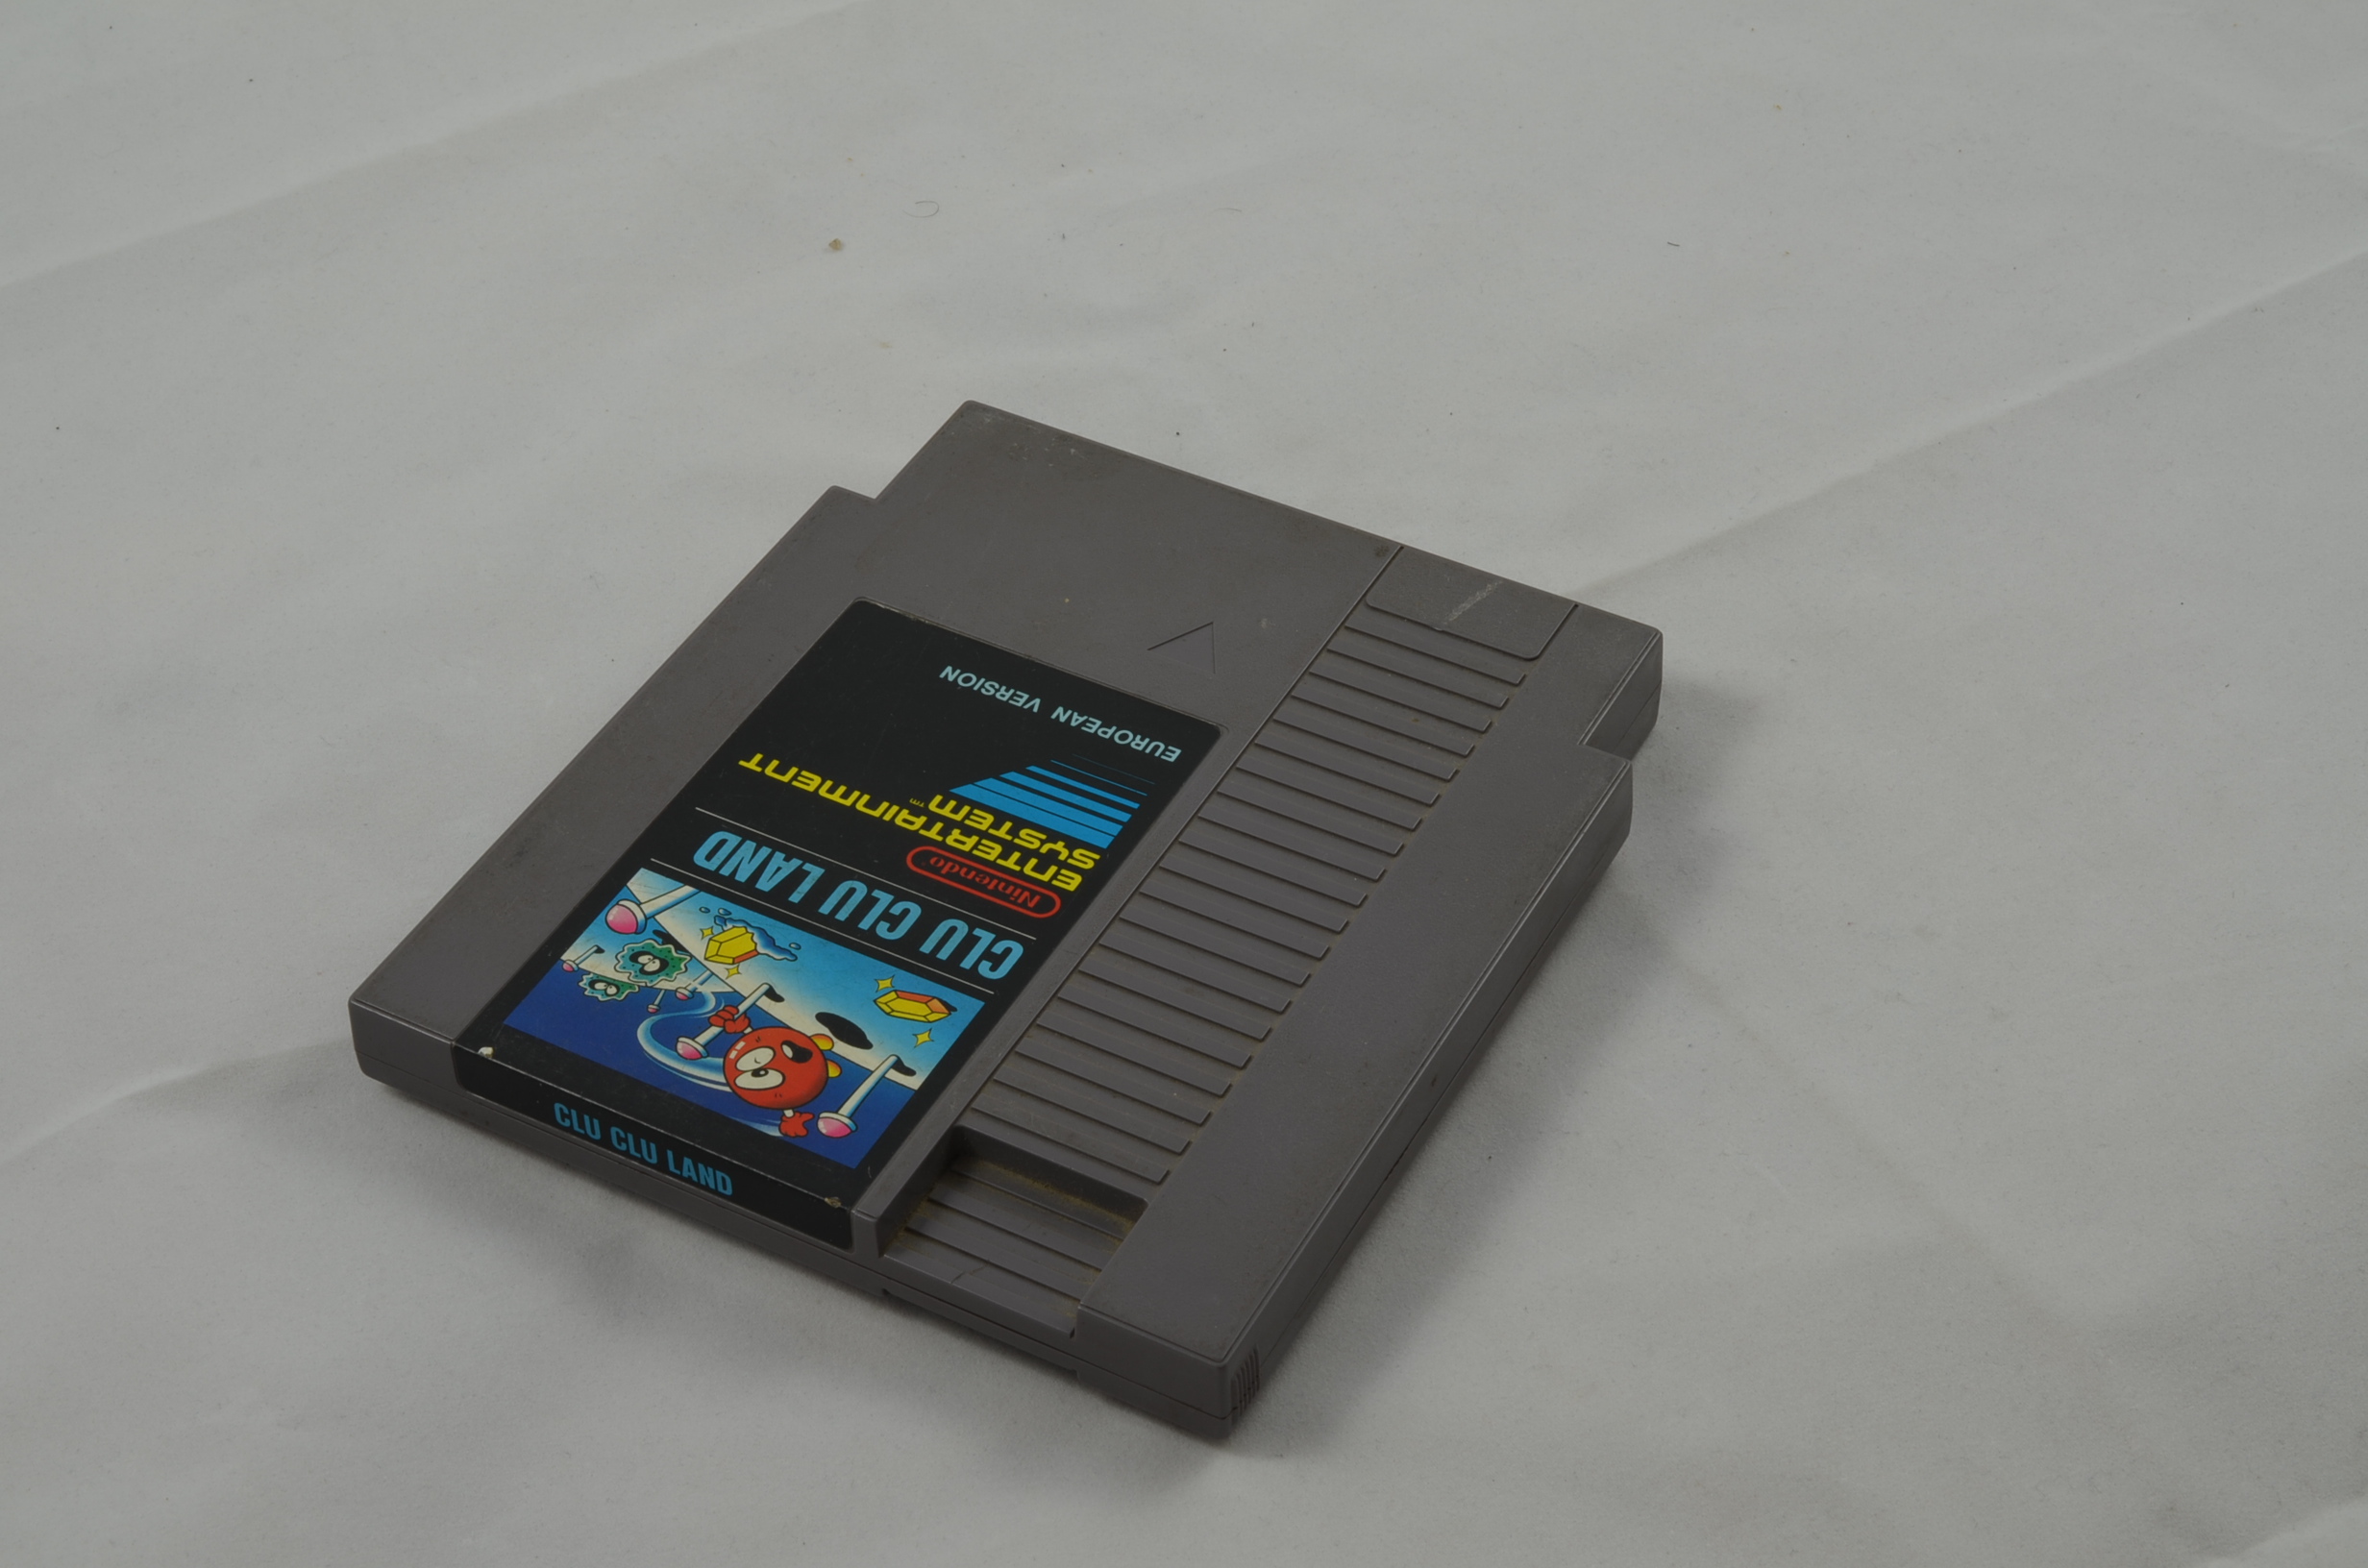 EUROPEAN VERSION
Nintendo®
ENTERTAINMENT
SYSTEM™
CLU CLU LAND
CLU CLU LAND